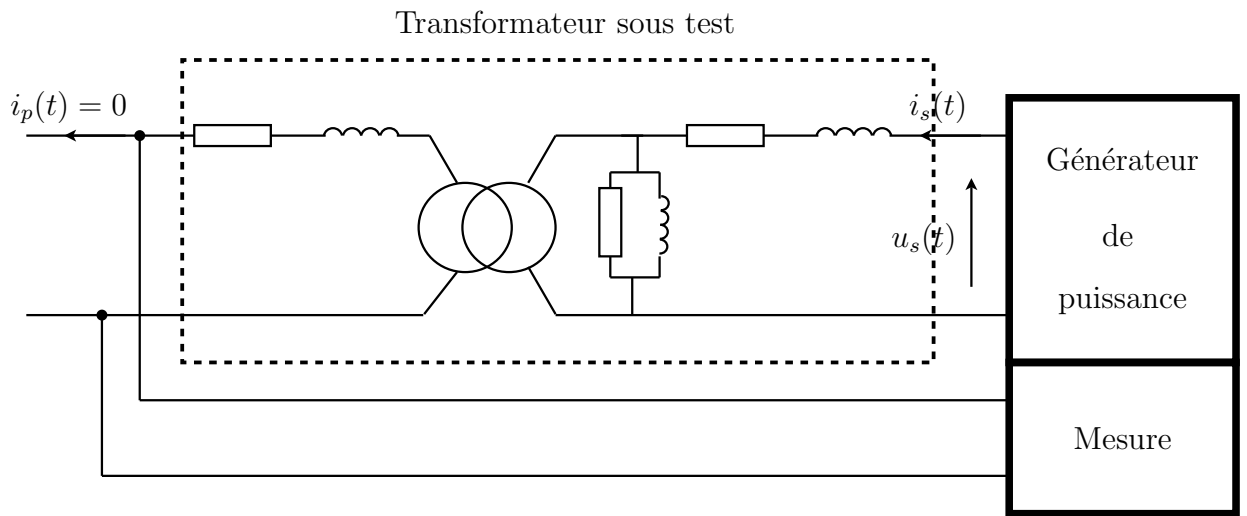 Transformateur sous test
i_p(t) = 0
i_s(t)
u_s(t)
Générateur
de
puissance
Mesure